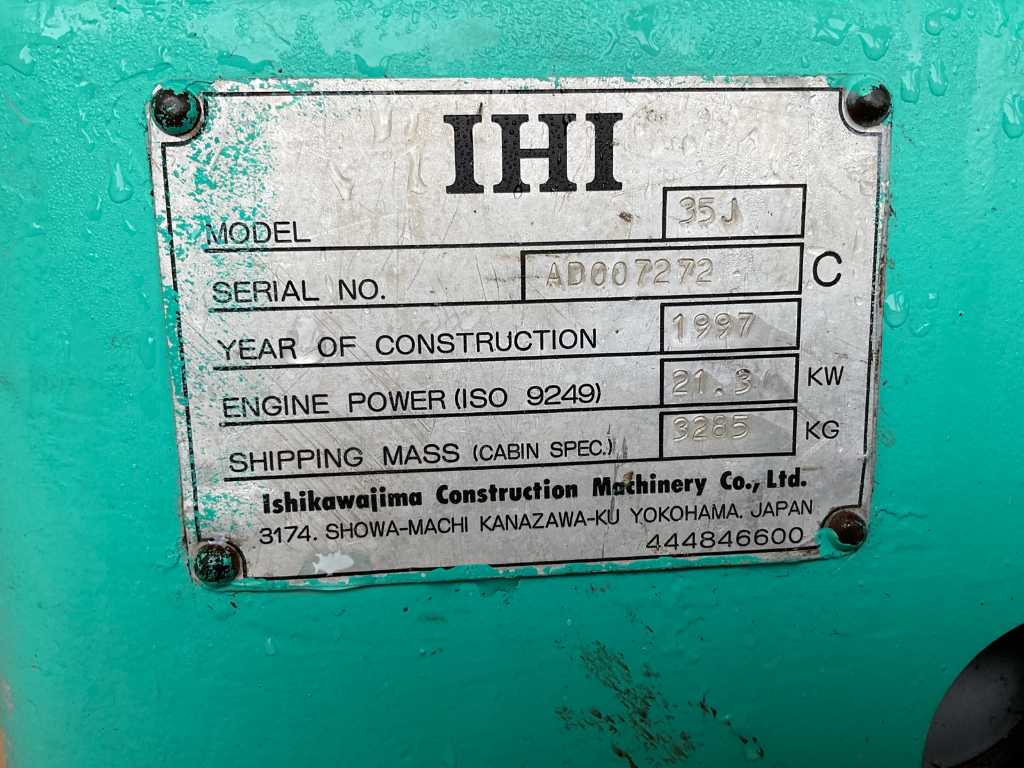 IHI
MODEL 35J
SERIAL NO. AD007272 C
YEAR OF CONSTRUCTION 1997
ENGINE POWER (ISO 9249) 21.3 KW
SHIPPING MASS (CABIN SPEC.) 3285 KG
Ishikawajima Construction Machinery Co., Ltd.
3174. SHOWA-MACHI KANAZAWA-KU YOKOHAMA. JAPAN
444846600